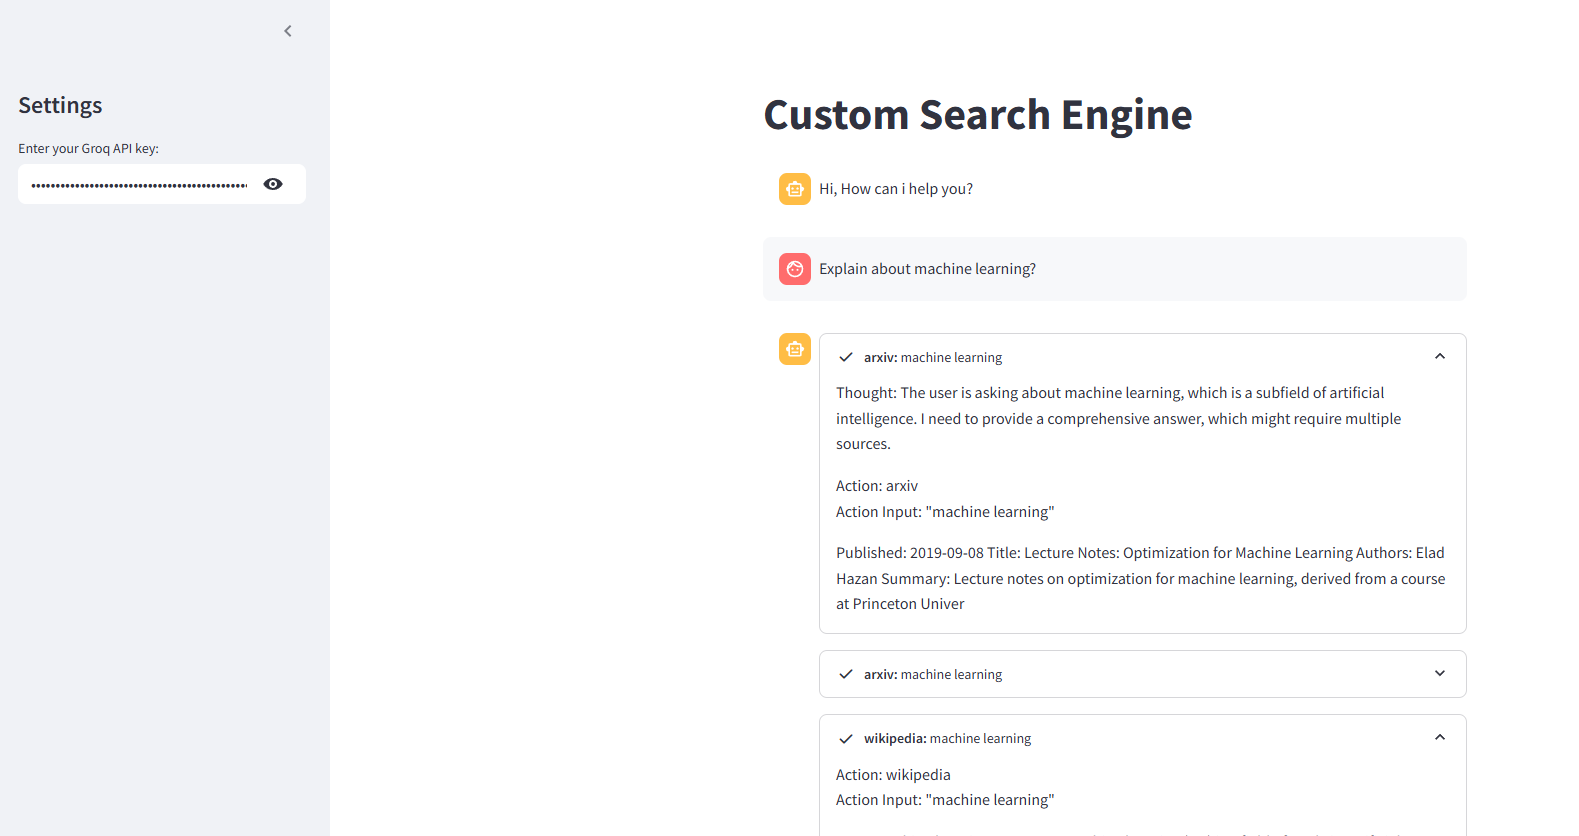 Settings
Enter your Groq API key:
Custom Search Engine
Hi, How can i help you?
Explain about machine learning?
arxiv: machine learning
Thought: The user is asking about machine learning, which is a subfield of artificial
intelligence. I need to provide a comprehensive answer, which might require multiple
sources.
Action: arxiv
Action Input: "machine learning"
Published: 2019-09-08 Title: Lecture Notes: Optimization for Machine Learning Authors: Elad
Hazan Summary: Lecture notes on optimization for machine learning, derived from a course
at Princeton Univer
arxiv: machine learning
wikipedia: machine learning
Action: wikipedia
Action Input: "machine learning"